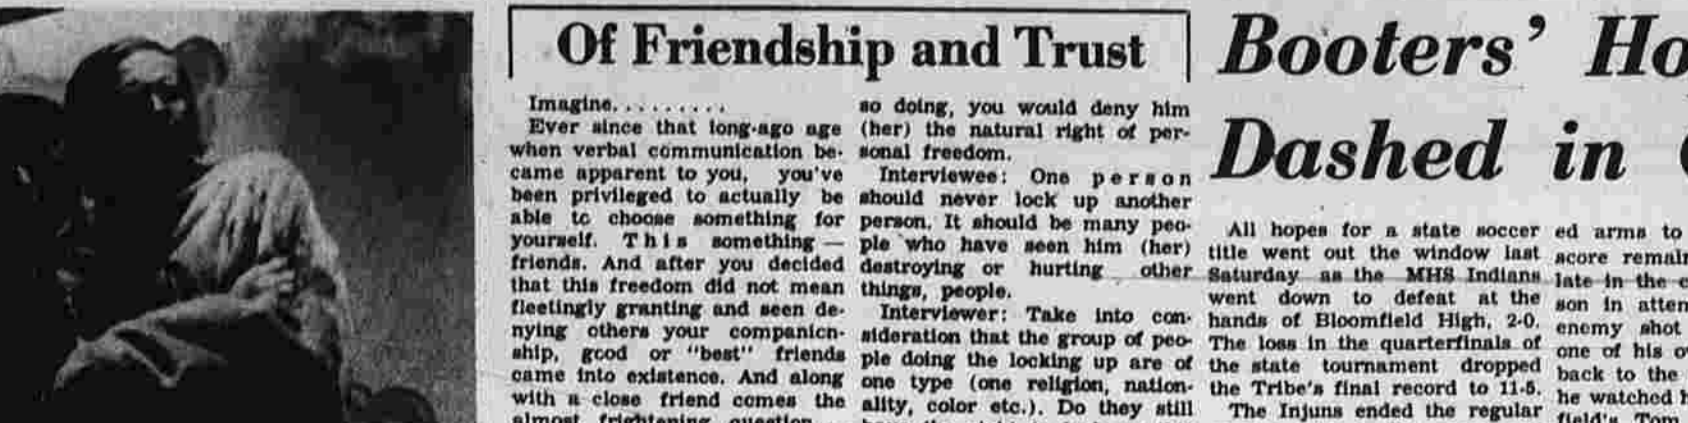 Of Friendship and Trust
Imagine.........
Ever since that long-ago age
when verbal communication be-
came apparent to you, you've
been privileged to actually be
able to choose something for
yourself. This something —
friends. And after you decided
that this freedom did not mean
fleetingly granting and seen de-
nying others your companion-
ship, good or "best" friends
came into existence. And along
with a close friend comes the
almost frightening question
so doing, you would deny him
(her) the natural right of per-
sonal freedom.
Interviewee: One person
should never lock up another
person. It should be many peo-
ple who have seen him (her)
destroying or hurting other
things, people.
Interviewer: Take into con-
sideration that the group of peo-
ple doing the locking up are of
one type (one religion, nation-
ality, color etc.). Do they still
Booters' Ho
Dashed in
All hopes for a state soccer
title went out the window last
Saturday as the MHS Indians
went down to defeat at the
hands of Bloomfield High, 2-0.
The loss in the quarterfinals of
the state tournament dropped
the Tribe's final record to 11-5.
The Injuns ended the regular
ed arms to
score remain
late in the c
son in atten
enemy shot
one of his o
back to the
he watched h
field's Tom